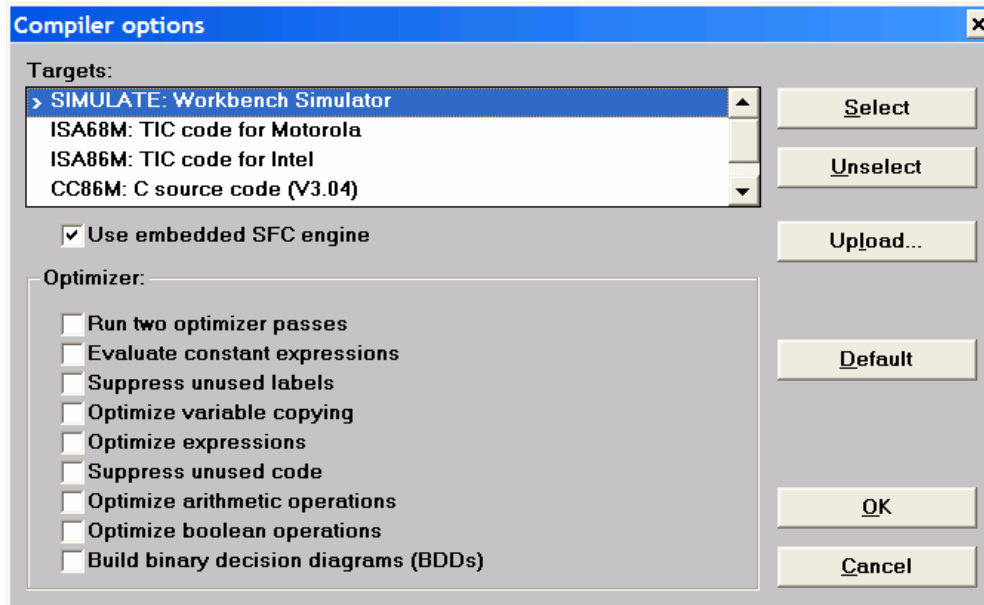 Compiler options
Targets:
> SIMULATE: Workbench Simulator
ISA68M: TIC code for Motorola
ISA86M: TIC code for Intel
CC86M: C source code (V3.04)
Use embedded SFC engine
Optimizer:
Run two optimizer passes
Evaluate constant expressions
Suppress unused labels
Optimize variable copying
Optimize expressions
Suppress unused code
Optimize arithmetic operations
Optimize boolean operations
Build binary decision diagrams (BDDs)
Select
Unselect
Upload...
Default
OK
Cancel